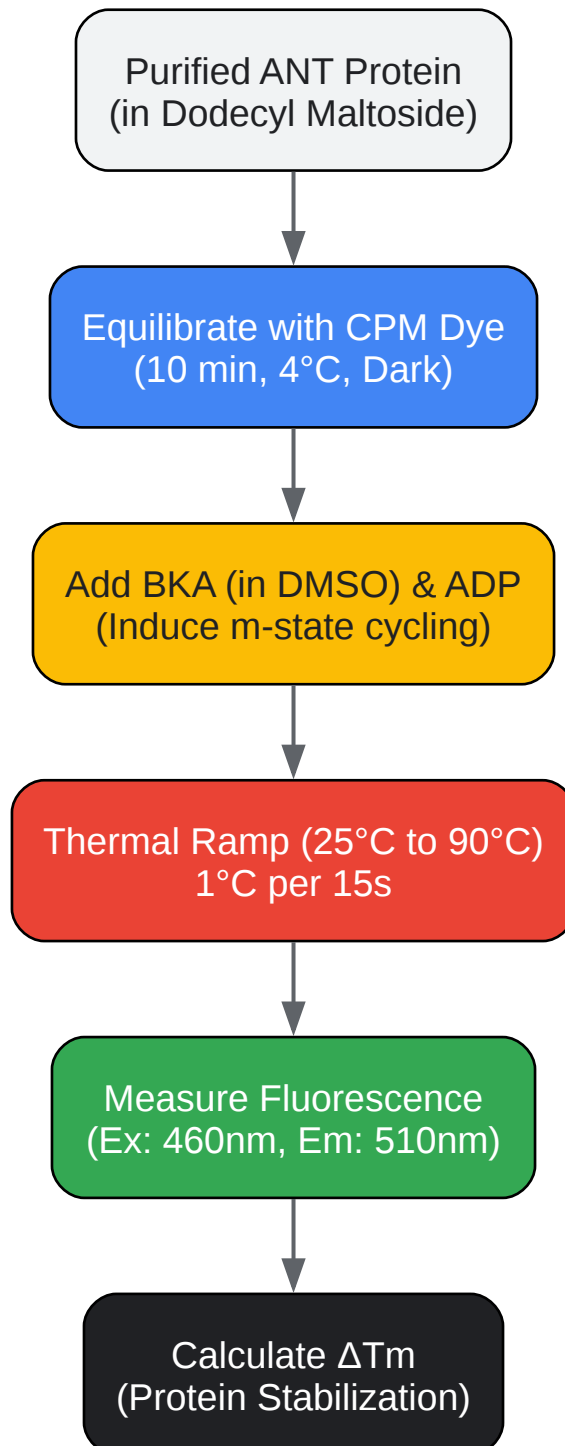 Purified ANT Protein
(in Dodecyl Maltoside)
Equilibrate with CPM Dye
(10 min, 4°C, Dark)
Add BKA (in DMSO) & ADP
(Induce m-state cycling)
Thermal Ramp (25°C to 90°C)
1°C per 15s
Measure Fluorescence
(Ex: 460nm, Em: 510nm)
Calculate ΔTm
(Protein Stabilization)